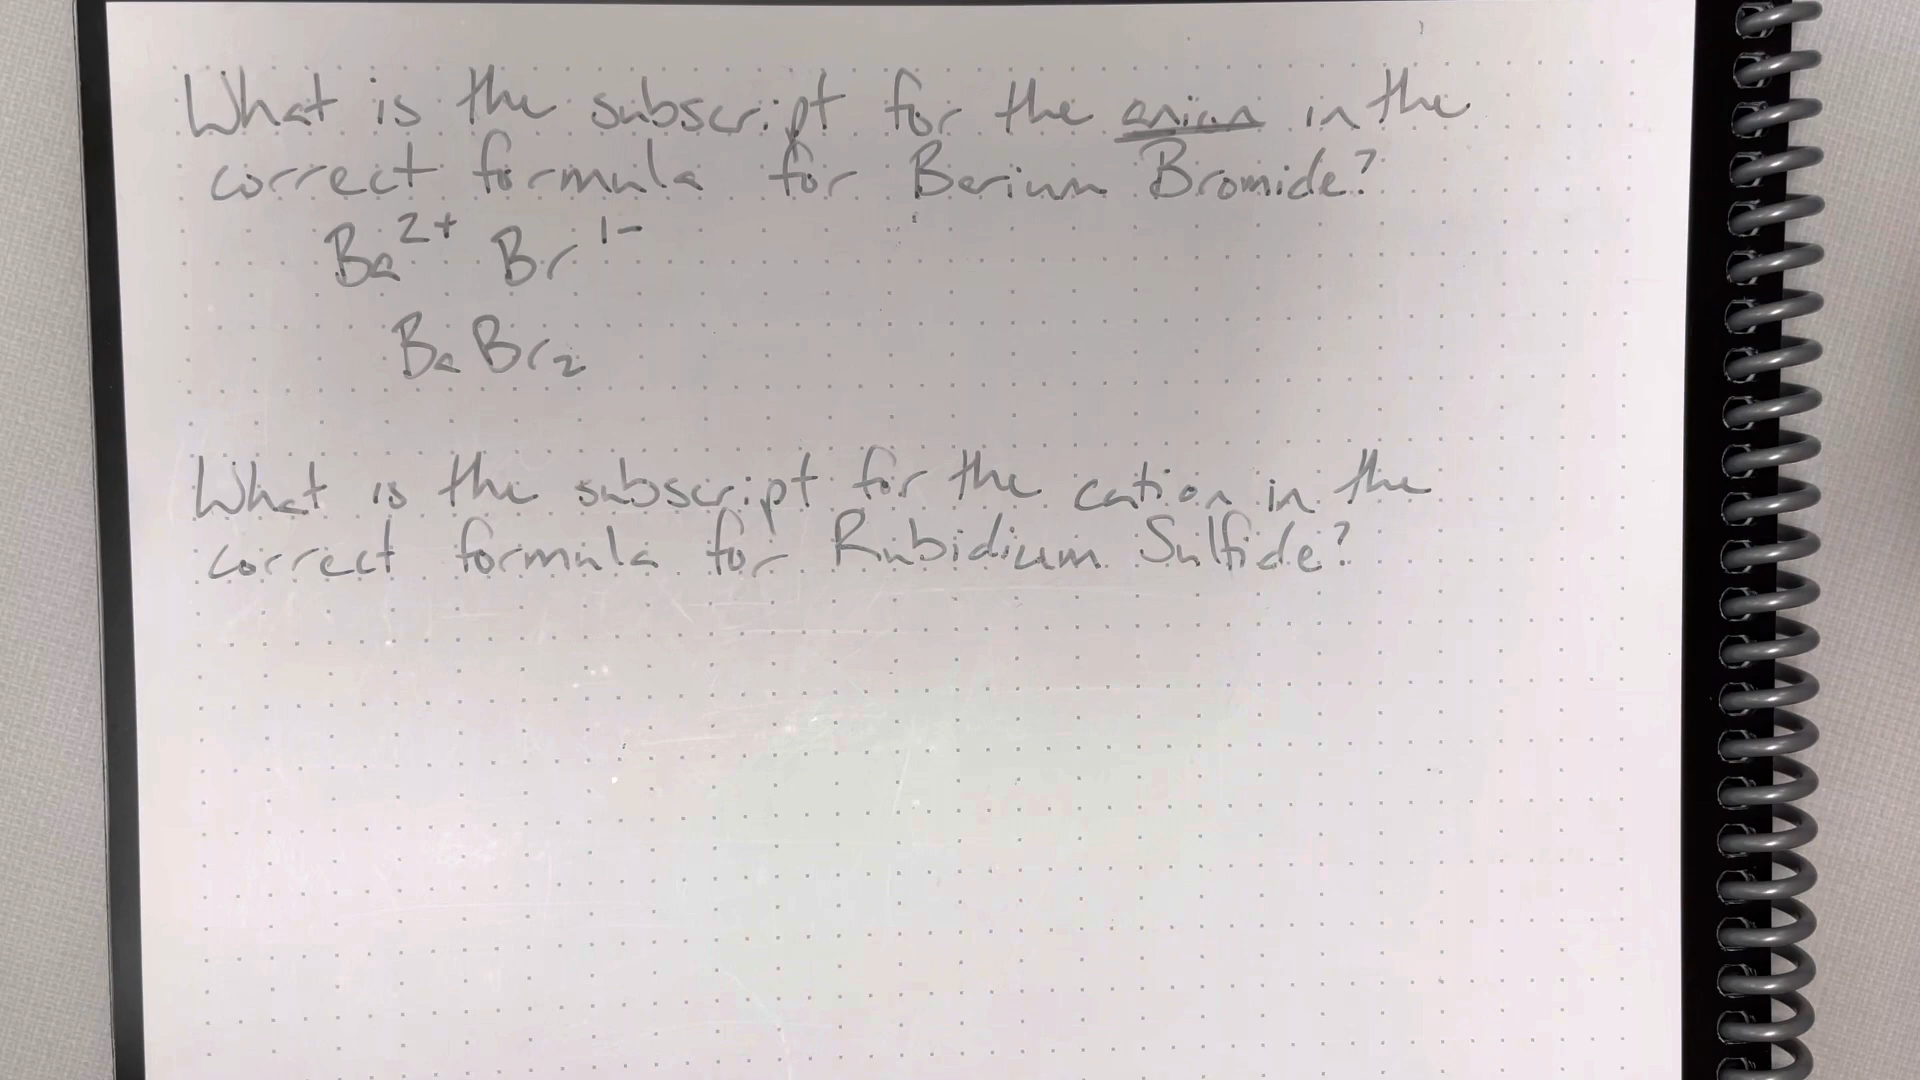 What is the subscript for the anion in the
correct formula for Barium Bromide?
Ba²⁺ Br¹⁻
BaBr₂
What is the subscript for the cation in the
correct formula for Rubidium Sulfide?